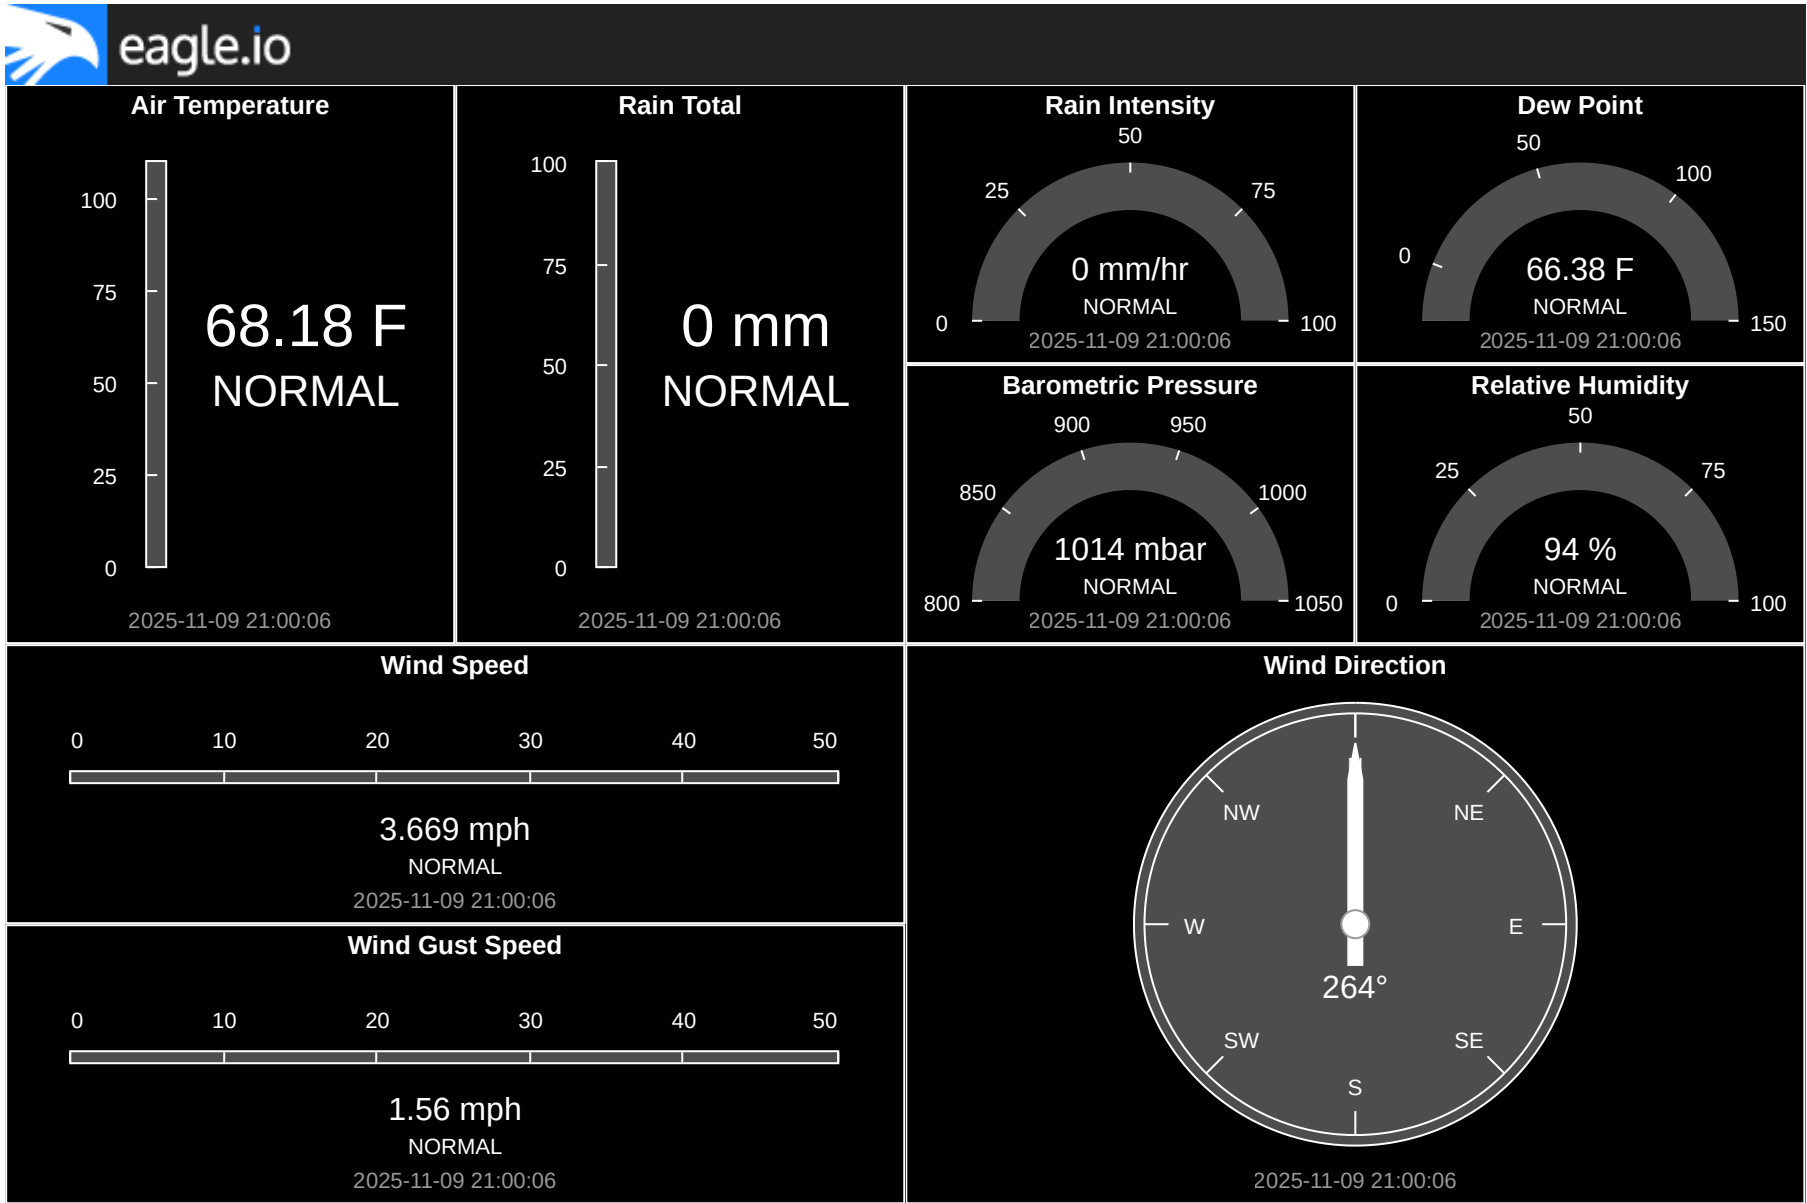 eagle.io
Air Temperature
100
75
50
25
0
68.18 F
NORMAL
2025-11-09 21:00:06
Rain Total
100
75
50
25
0
0 mm
NORMAL
2025-11-09 21:00:06
Rain Intensity
0
25
50
75
100
0 mm/hr
NORMAL
2025-11-09 21:00:06
Dew Point
0
50
100
150
66.38 F
NORMAL
2025-11-09 21:00:06
Barometric Pressure
800
850
900
950
1000
1050
1014 mbar
NORMAL
2025-11-09 21:00:06
Relative Humidity
0
25
50
75
100
94 %
NORMAL
2025-11-09 21:00:06
Wind Speed
0 10 20 30 40 50
3.669 mph
NORMAL
2025-11-09 21:00:06
Wind Gust Speed
0 10 20 30 40 50
1.56 mph
NORMAL
2025-11-09 21:00:06
Wind Direction
NW NE
W E
264°
SW SE
S
2025-11-09 21:00:06